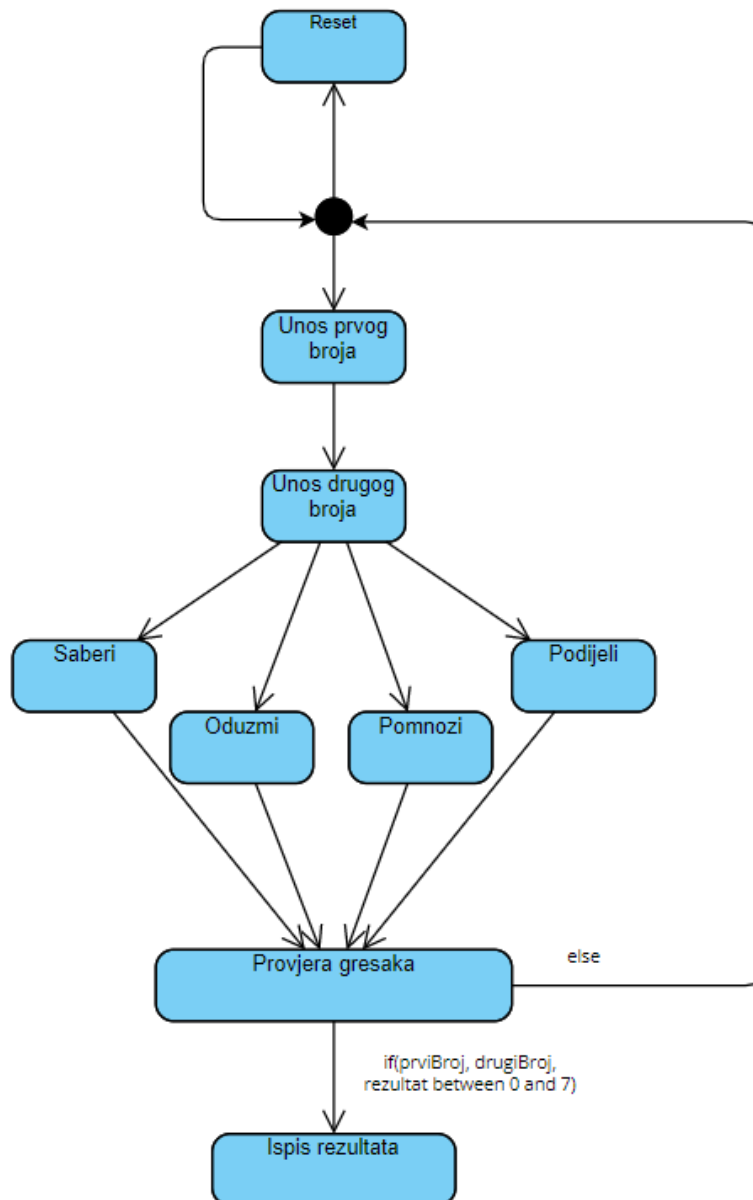 Reset
Unos prvog
broja
Unos drugog
broja
Saberi
Podijeli
Oduzmi
Pomnozi
Provjera gresaka
else
if(prviBroj, drugiBroj,
rezultat between 0 and 7)
Ispis rezultata